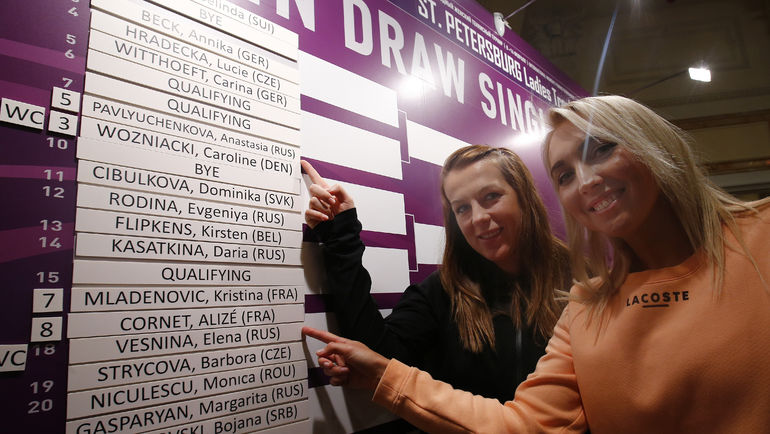 ST. PETERSBURG Ladies
DRAW SING
(SUI)
BYE
BECK, Annika (GER)
HRADECKA, Lucie (CZE)
WITTHOEFT, Carina (GER)
QUALIFYING
QUALIFYING
PAVLYUCHENKOVA, Anastasia (RUS)
WOZNIACKI, Caroline (DEN)
BYE
CIBULKOVA, Dominika (SVK)
RODINA, Evgeniya (RUS)
FLIPKENS, Kirsten (BEL)
KASATKINA, Daria (RUS)
QUALIFYING
MLADENOVIC, Kristina (FRA)
CORNET, ALIZÉ (FRA)
VESNINA, Elena (RUS)
STRYCOVA, Barbora (CZE)
NICULESCU, Monica (ROU)
GASPARYAN, Margarita (RUS)
Bojana (SRB)
4
5
6
7
5
WC 3
10
11
12
13
14
15
7
8
WC 18
19
20
LACOSTE